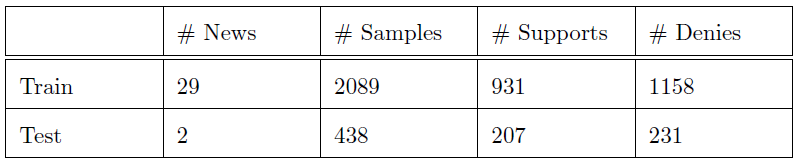 # News # Samples # Supports # Denies
Train 29 2089 931 1158
Test 2 438 207 231